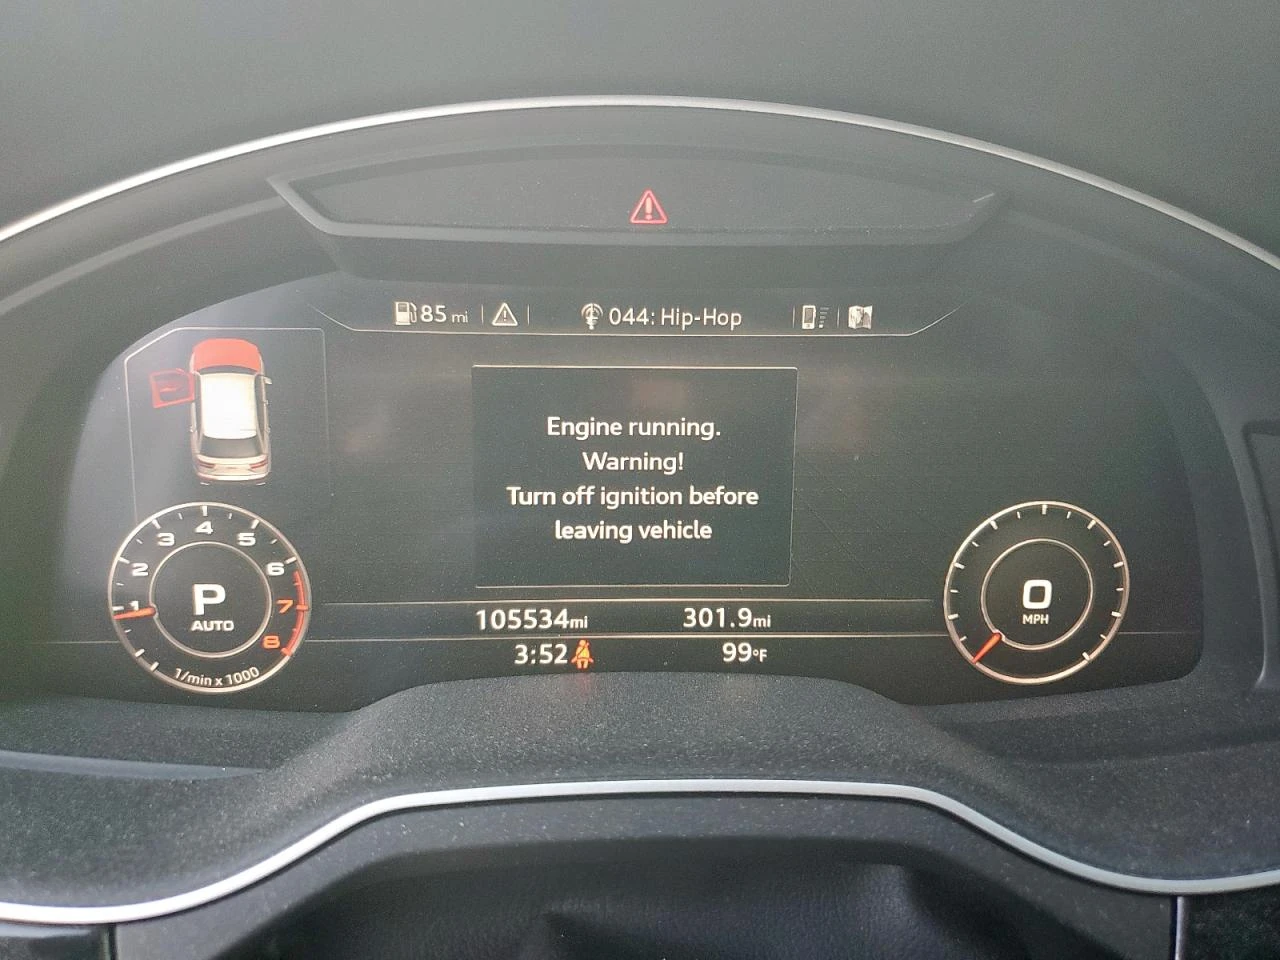 85 mi
044: Hip-Hop
Engine running.
Warning!
Turn off ignition before
leaving vehicle
1 2 3 4 5 6 7 8
P
AUTO
1/min x 1000
0
MPH
105534mi 301.9mi
3:52 99°F